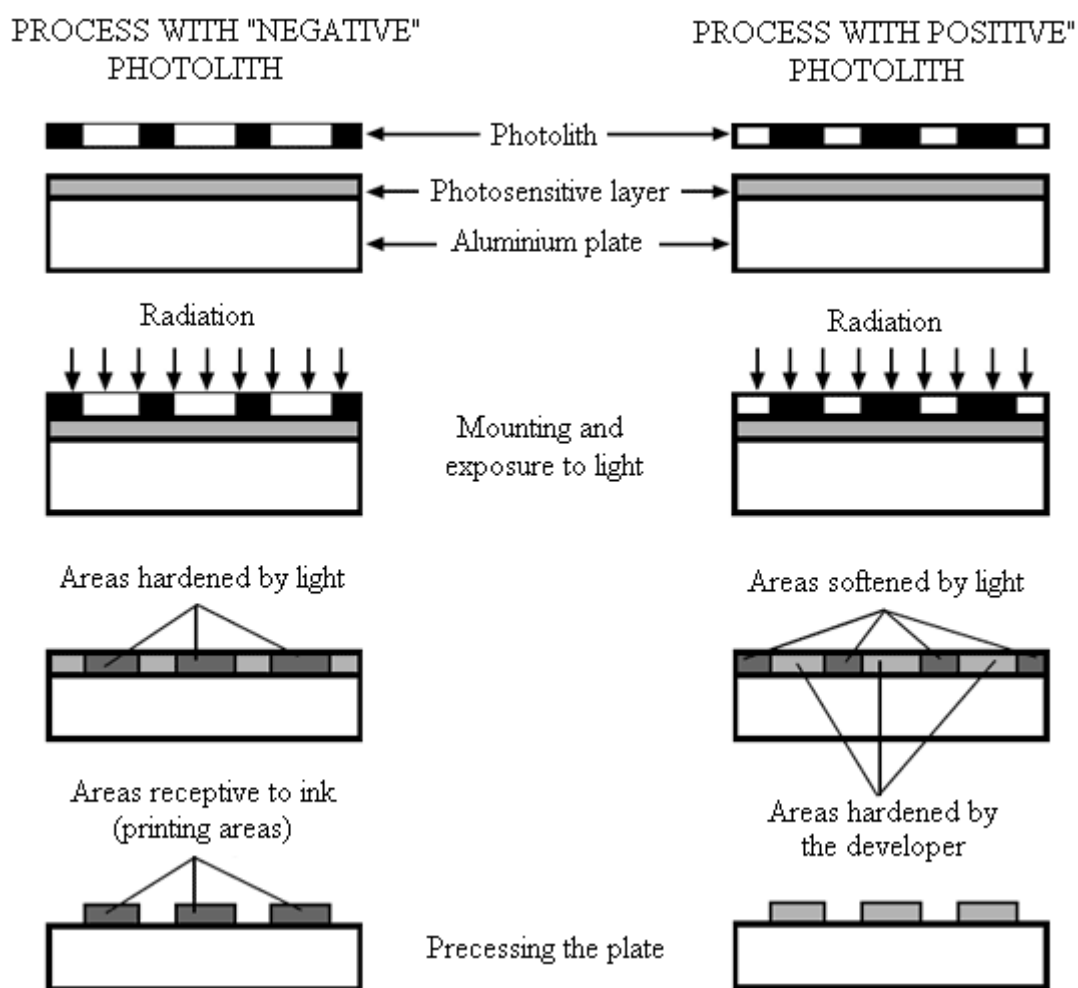 PROCESS WITH "NEGATIVE"
PHOTOLITH
PROCESS WITH POSITIVE"
PHOTOLITH
Photolith
Photosensitive layer
Aluminium plate
Radiation
Radiation
Mounting and
exposure to light
Areas hardened by light
Areas softened by light
Areas receptive to ink
(printing areas)
Areas hardened by
the developer
Precessing the plate